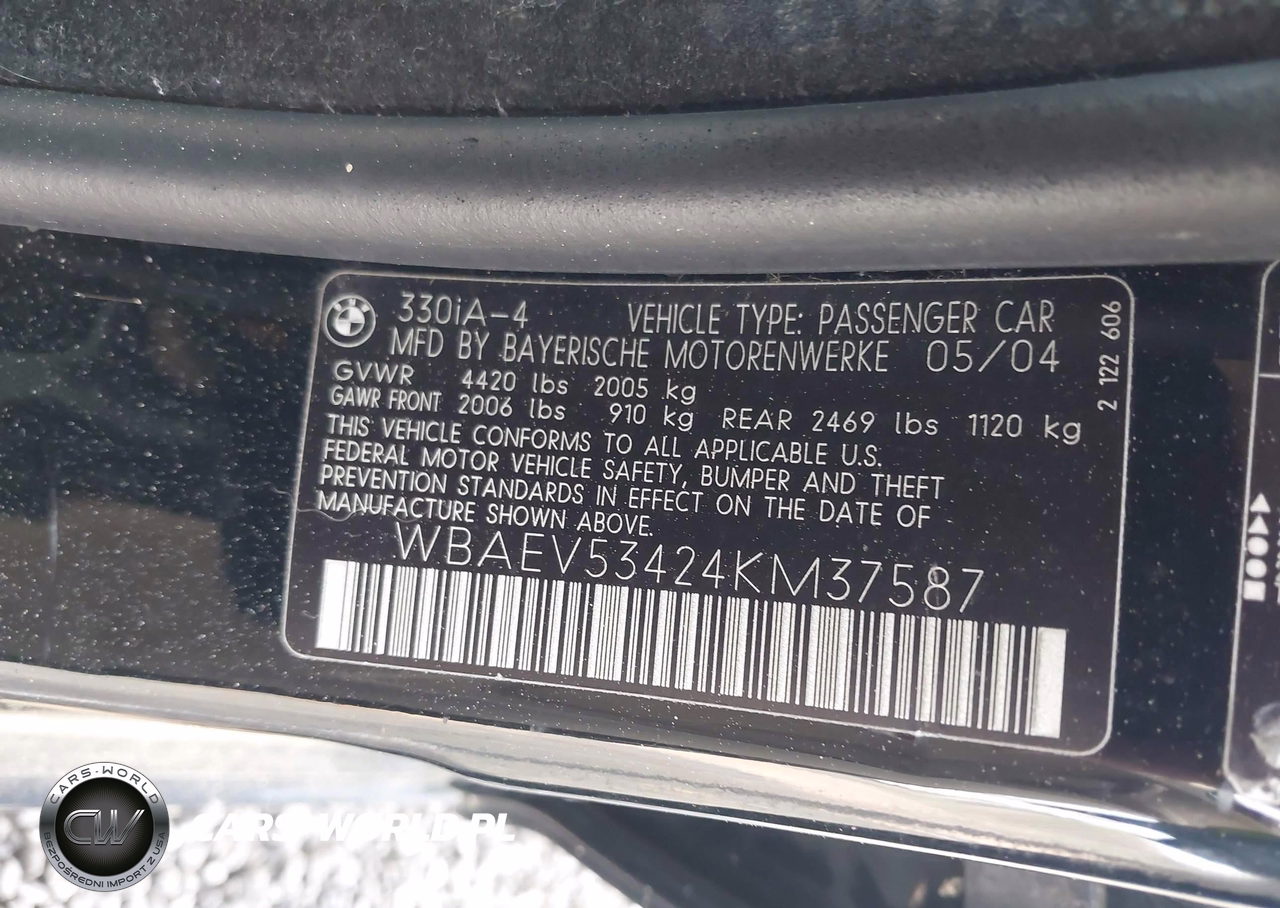 330iA-4 VEHICLE TYPE: PASSENGER CAR
MFD BY BAYERISCHE MOTORENWERKE 05/04
GVWR 4420 lbs 2005 kg
GAWR FRONT 2006 lbs 910 kg REAR 2469 lbs 1120 kg
THIS VEHICLE CONFORMS TO ALL APPLICABLE U.S.
FEDERAL MOTOR VEHICLE SAFETY, BUMPER AND THEFT
PREVENTION STANDARDS IN EFFECT ON THE DATE OF
MANUFACTURE SHOWN ABOVE.
WBAEV53424KM37587
2 122 606
CARS-WORLD
CW
BEZPOŚREDNI IMPORT Z USA
CARS-WORLD.PL